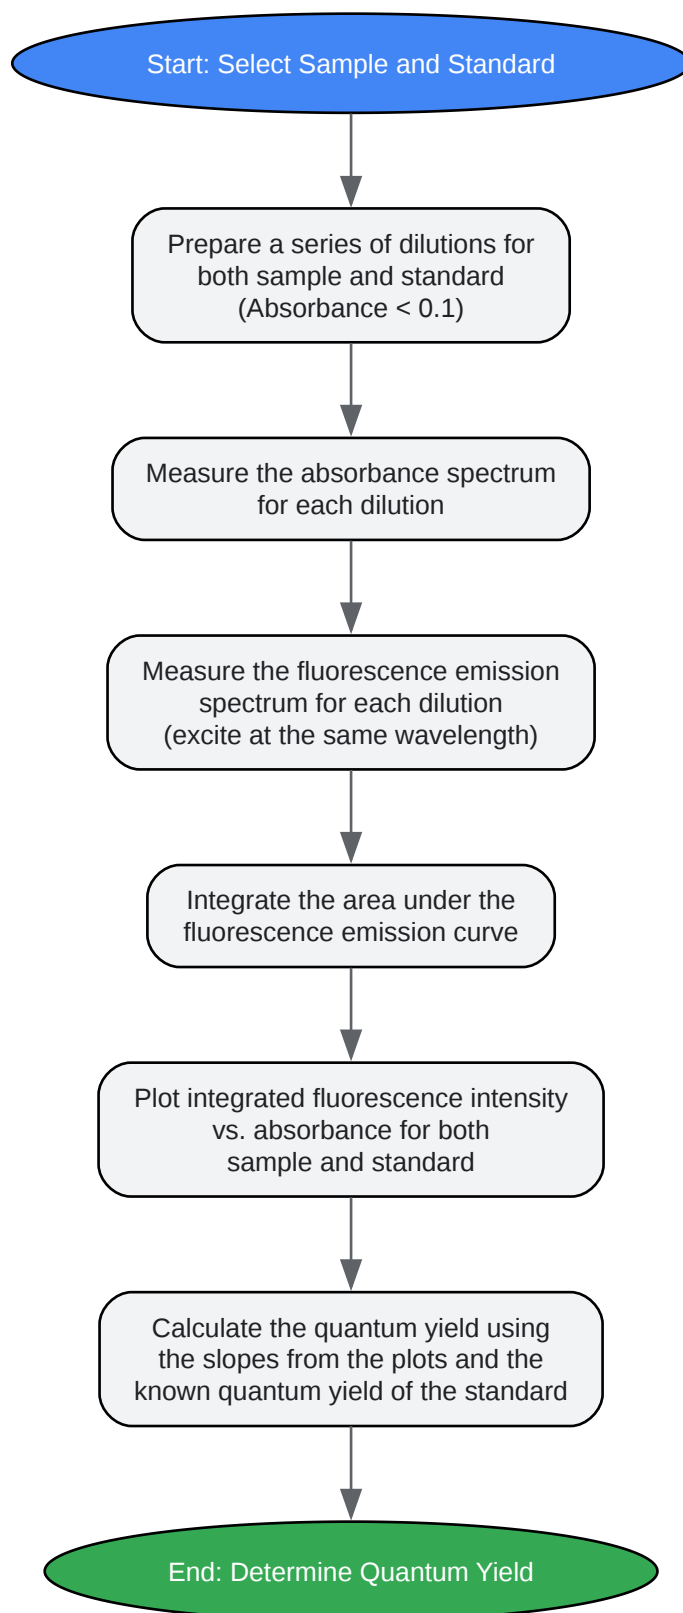 Start: Select Sample and Standard
Prepare a series of dilutions for
both sample and standard
(Absorbance < 0.1)
Measure the absorbance spectrum
for each dilution
Measure the fluorescence emission
spectrum for each dilution
(excite at the same wavelength)
Integrate the area under the
fluorescence emission curve
Plot integrated fluorescence intensity
vs. absorbance for both
sample and standard
Calculate the quantum yield using
the slopes from the plots and the
known quantum yield of the standard
End: Determine Quantum Yield